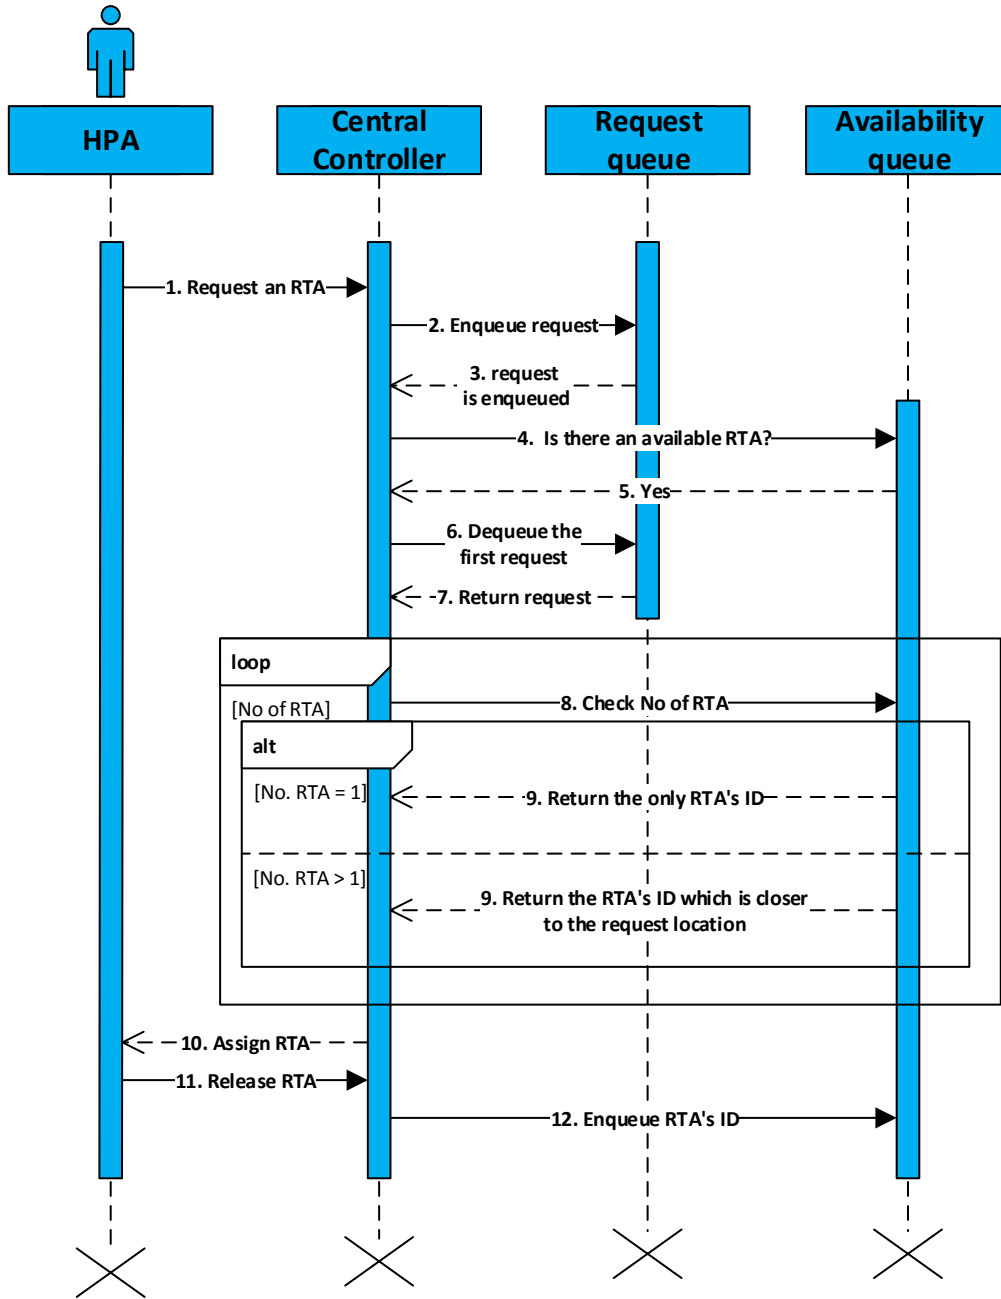 HPA
Central
Controller
Request
queue
Availability
queue
1. Request an RTA
2. Enqueue request
3. request
is enqueued
4.  Is there an available RTA?
5. Yes
6. Dequeue the
first request
7. Return request
loop
[No of RTA]
8. Check No of RTA
alt
[No. RTA = 1]
9. Return the only RTA's ID
[No. RTA > 1]
9. Return the RTA's ID which is closer
to the request location
10. Assign RTA
11. Release RTA
12. Enqueue RTA's ID